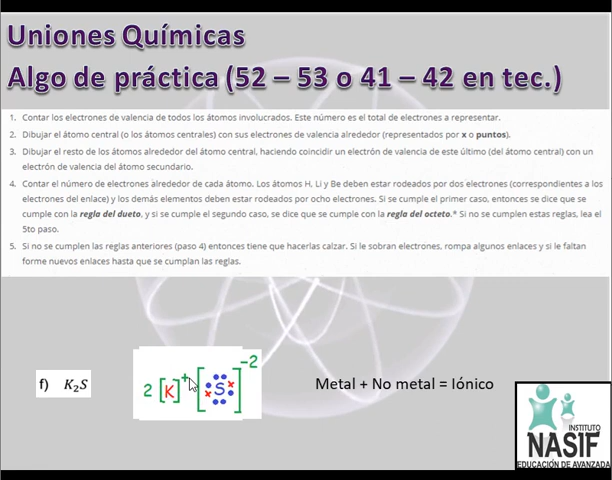 Uniones Químicas
Algo de práctica (52 – 53 o 41 – 42 en tec.)
1. Contar los electrones de valencia de todos los átomos involucrados. Este número es el total de electrones a representar.
2. Dibujar el átomo central (o los átomos centrales) con sus electrones de valencia alrededor (representados por x o puntos).
3. Dibujar el resto de los átomos alrededor del átomo central, haciendo coincidir un electrón de valencia de este último (del átomo central) con un
electrón de valencia del átomo secundario.
4. Contar el número de electrones alrededor de cada átomo. Los átomos H, Li y Be deben estar rodeados por dos electrones (correspondientes a los
electrones del enlace) y los demás elementos deben estar rodeados por ocho electrones. Si se cumple el primer caso, entonces se dice que se
cumple con la regla del dueto, y si se cumple el segundo caso, se dice que se cumple con la regla del octeto.* Si no se cumplen estas reglas, lea el
5to paso.
5. Si no se cumplen las reglas anteriores (paso 4) entonces tiene que hacerlas calzar. Si le sobran electrones, rompa algunos enlaces y si le faltan
forme nuevos enlaces hasta que se cumplan las reglas.
f) K₂S
2 [K]⁺ [S]⁻²
Metal + No metal = Iónico
INSTITUTO
NASIF
EDUCACIÓN DE AVANZADA